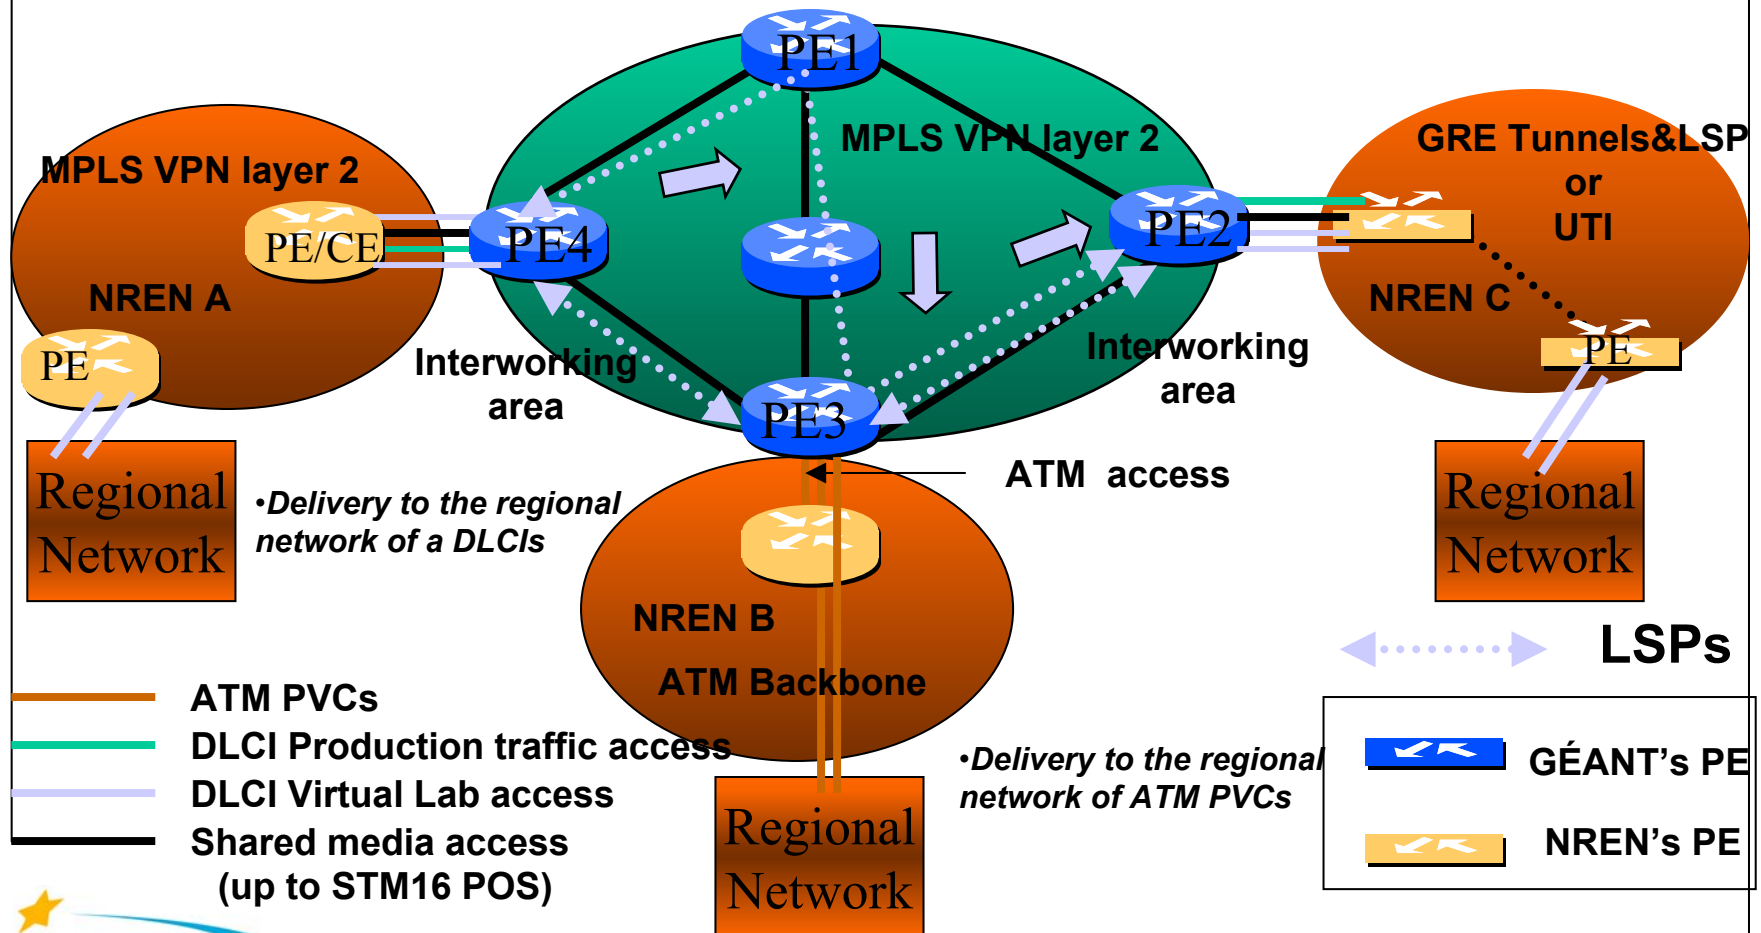 PE1
MPLS VPN layer 2
MPLS VPN layer 2
GRE Tunnels&LSP
or
UTI
PE/CE
PE4
PE2
NREN A
NREN C
PE
Interworking
area
Interworking
area
PE
PE3
ATM access
Regional
Network
•Delivery to the regional
network of a DLCIs
Regional
Network
NREN B
ATM Backbone
LSPs
ATM PVCs
DLCI Production traffic access
DLCI Virtual Lab access
Shared media access
(up to STM16 POS)
•Delivery to the regional
network of ATM PVCs
Regional
Network
GÉANT's PE
NREN's PE